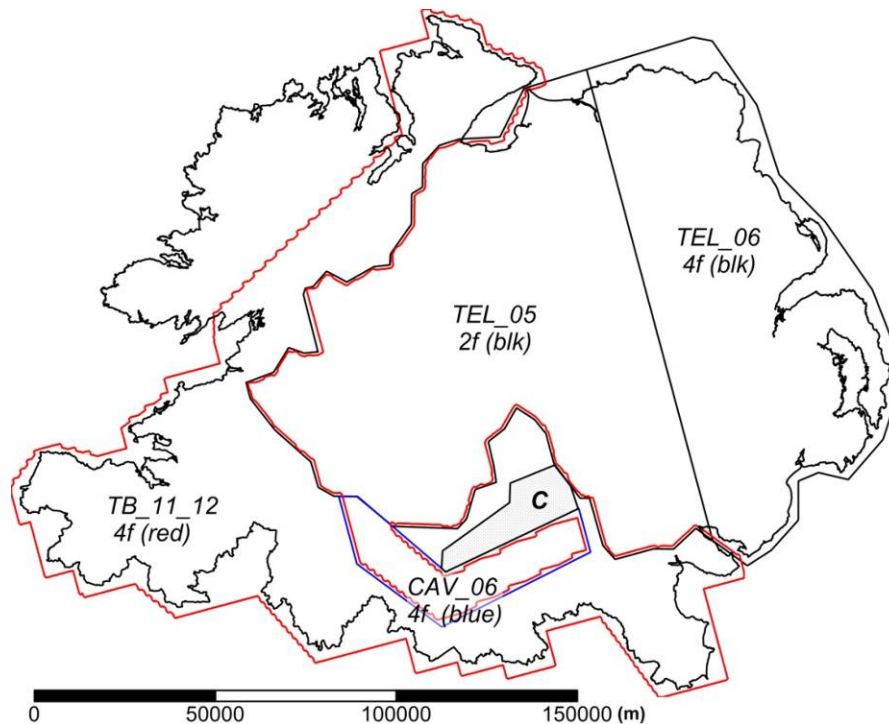 TEL_06
4f (blk)
TEL_05
2f (blk)
C
TB_11_12
4f (red)
CAV_06
4f (blue)
0 50000 100000 150000 (m)